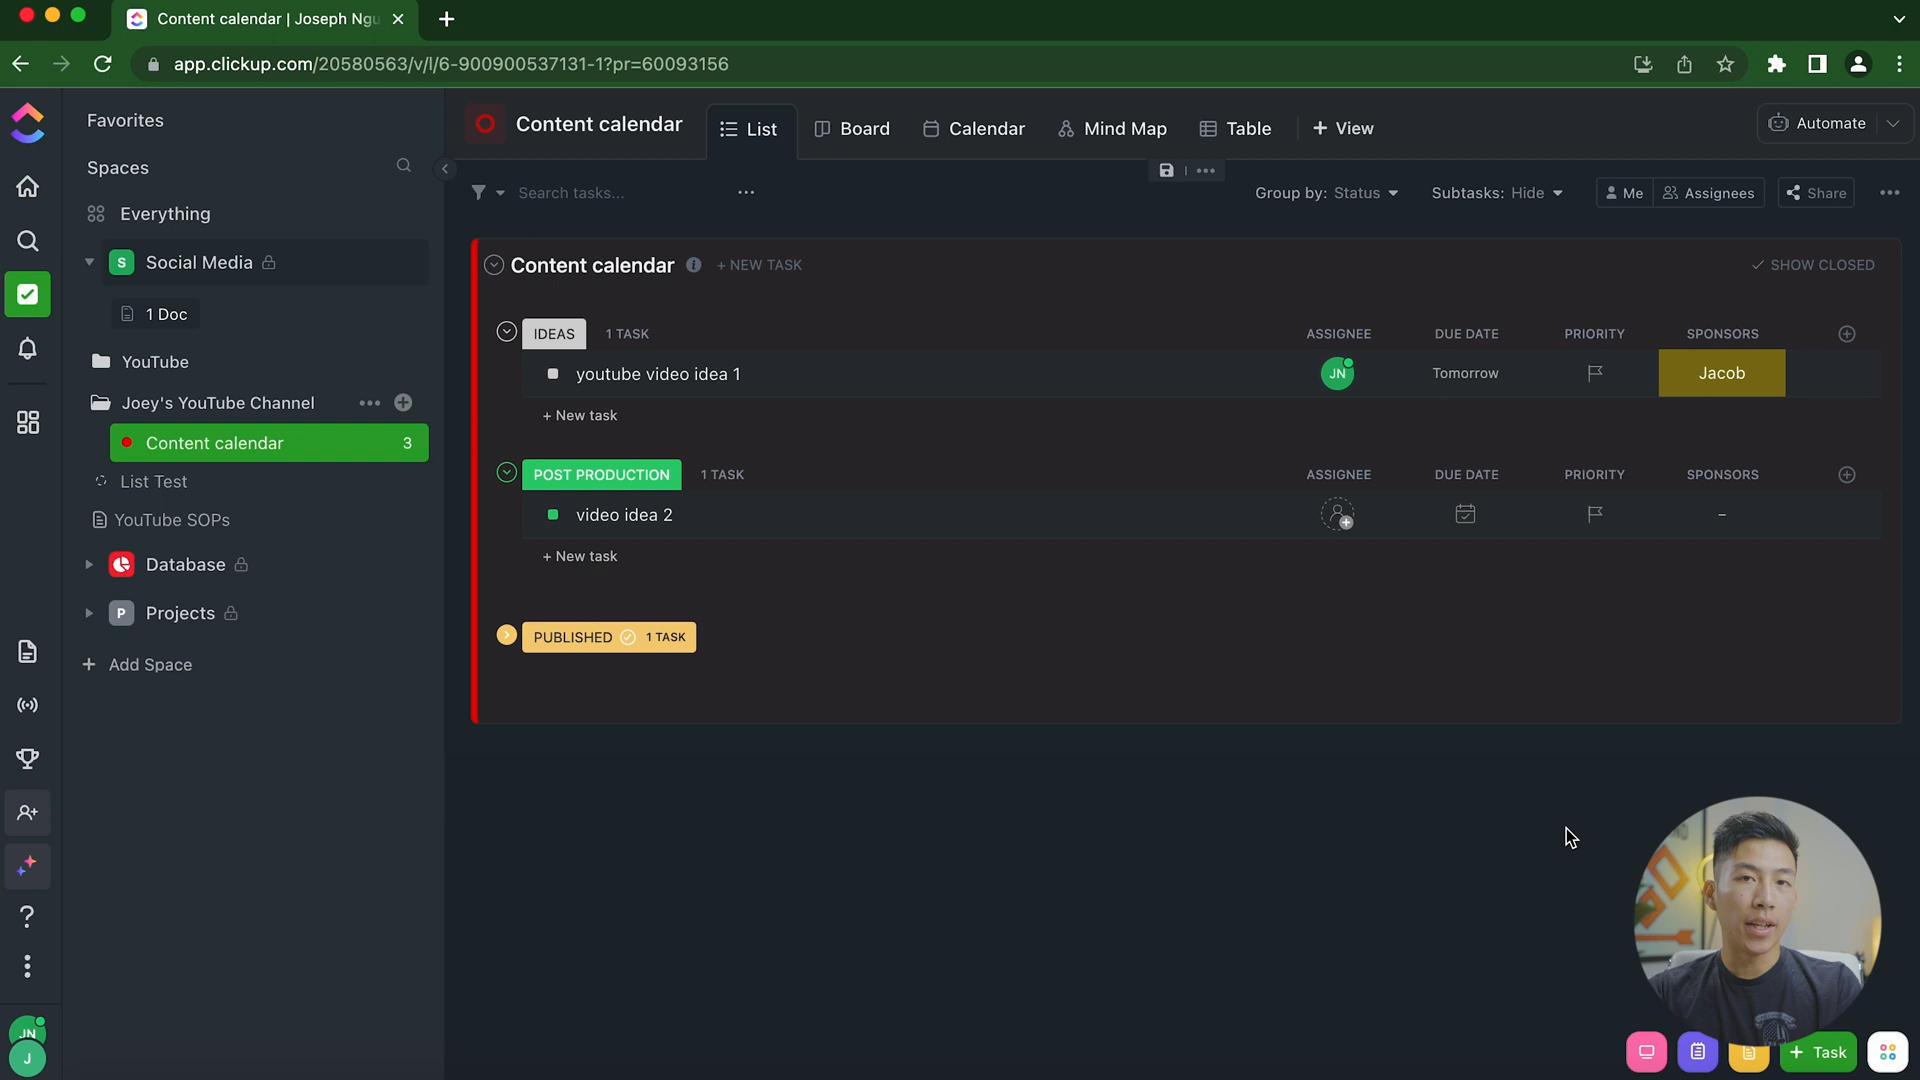 Content calendar | Joseph Ngu
app.clickup.com/20580563/v/l/6-900900537131-1?pr=60093156
Favorites
Spaces
Everything
S Social Media
1 Doc
YouTube
Joey's YouTube Channel
Content calendar 3
List Test
YouTube SOPs
Database
P Projects
+ Add Space
JN
J
Content calendar
List
Board
Calendar
Mind Map
Table
+ View
Automate
Search tasks...
Group by: Status
Subtasks: Hide
Me
Assignees
Share
Content calendar + NEW TASK
SHOW CLOSED
IDEAS 1 TASK ASSIGNEE DUE DATE PRIORITY SPONSORS
youtube video idea 1 JN Tomorrow Jacob
+ New task
POST PRODUCTION 1 TASK ASSIGNEE DUE DATE PRIORITY SPONSORS
video idea 2 –
+ New task
PUBLISHED 1 TASK
+ Task